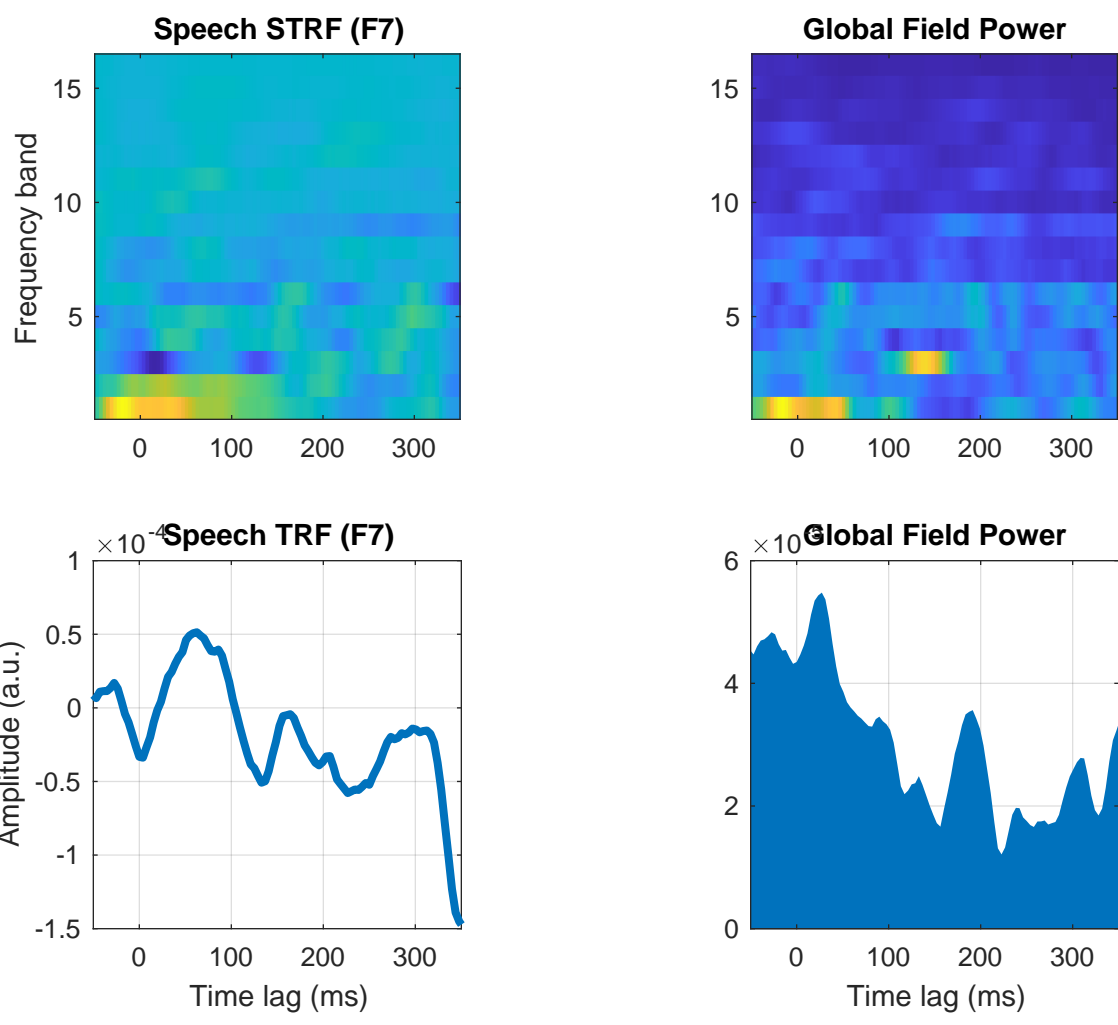 Speech STRF (F7)
Frequency band
15
10
5
0 100 200 300
Global Field Power
15
10
5
0 100 200 300
Speech TRF (F7)
×10⁻⁴
Amplitude (a.u.)
1
0.5
0
-0.5
-1
-1.5
0 100 200 300
Time lag (ms)
Global Field Power
×10
6
4
2
0
0 100 200 300
Time lag (ms)